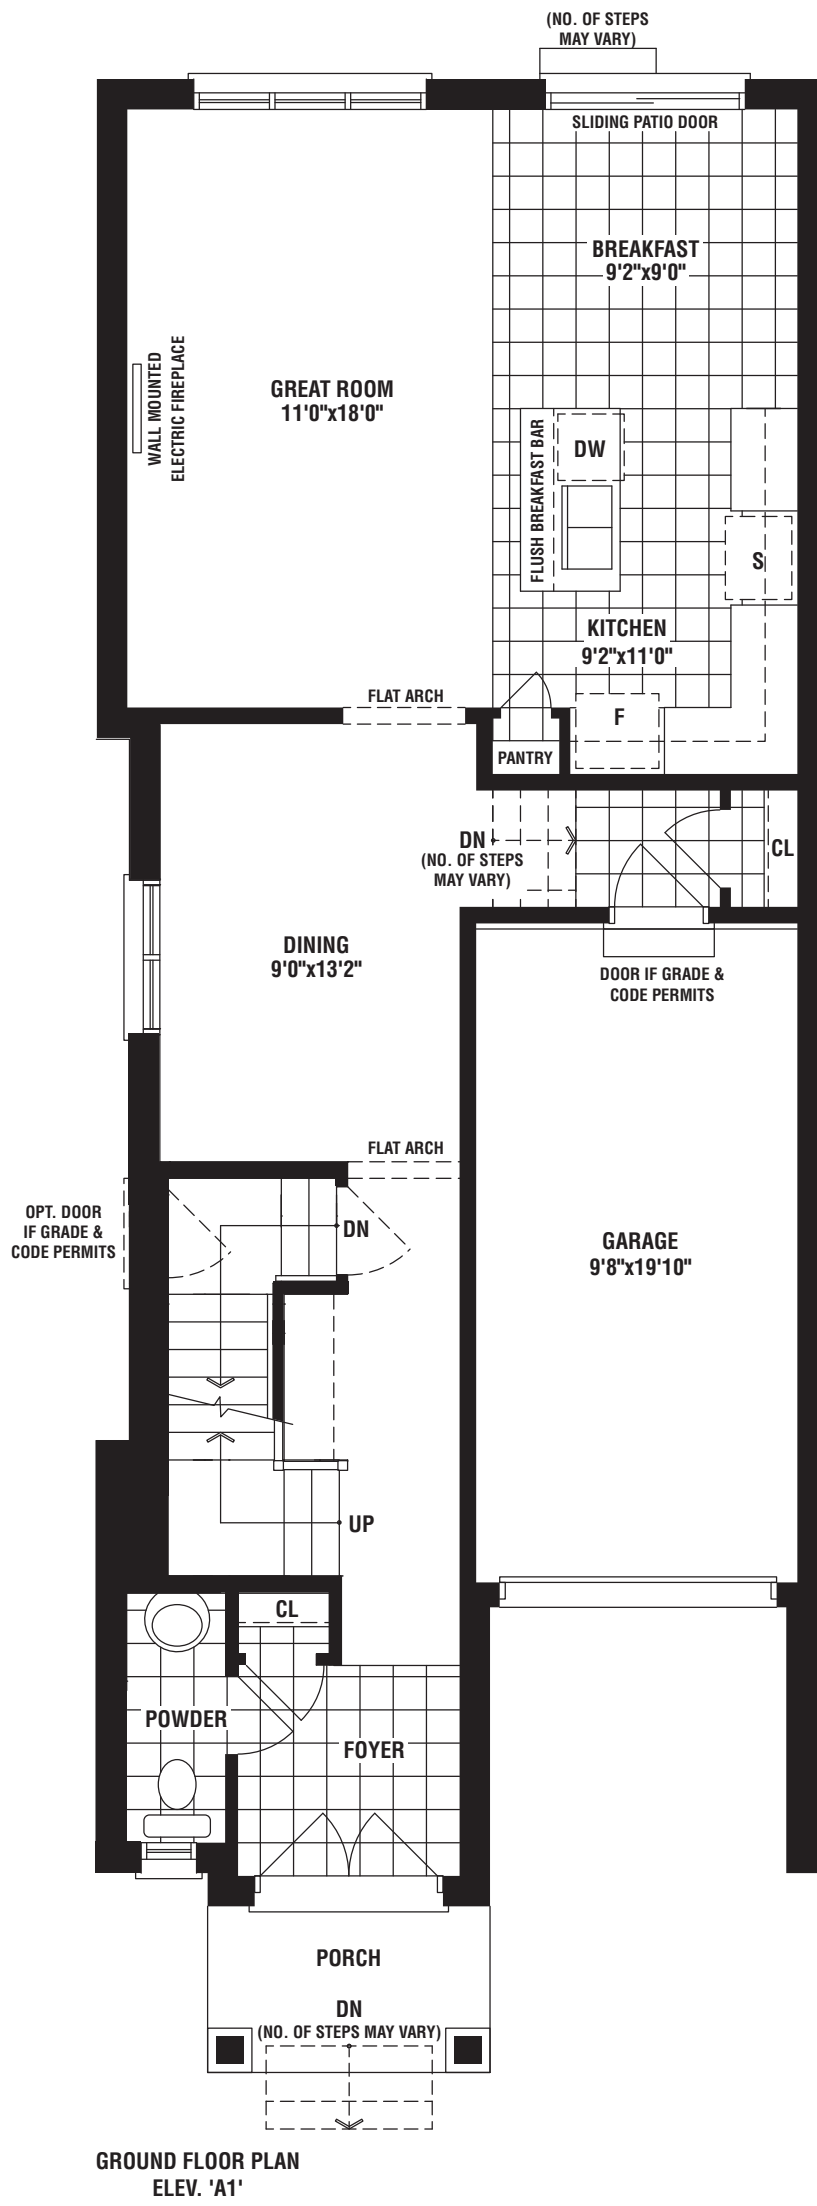 (NO. OF STEPS
MAY VARY)
SLIDING PATIO DOOR
BREAKFAST
9'2"x9'0"
GREAT ROOM
11'0"x18'0"
WALL MOUNTED
ELECTRIC FIREPLACE
FLUSH BREAKFAST BAR
DW
S
KITCHEN
9'2"x11'0"
FLAT ARCH
F
PANTRY
DN
(NO. OF STEPS
MAY VARY)
CL
DINING
9'0"x13'2"
DOOR IF GRADE &
CODE PERMITS
FLAT ARCH
OPT. DOOR
IF GRADE &
CODE PERMITS
DN
GARAGE
9'8"x19'10"
UP
CL
POWDER
FOYER
PORCH
DN
(NO. OF STEPS MAY VARY)
GROUND FLOOR PLAN
ELEV. 'A1'